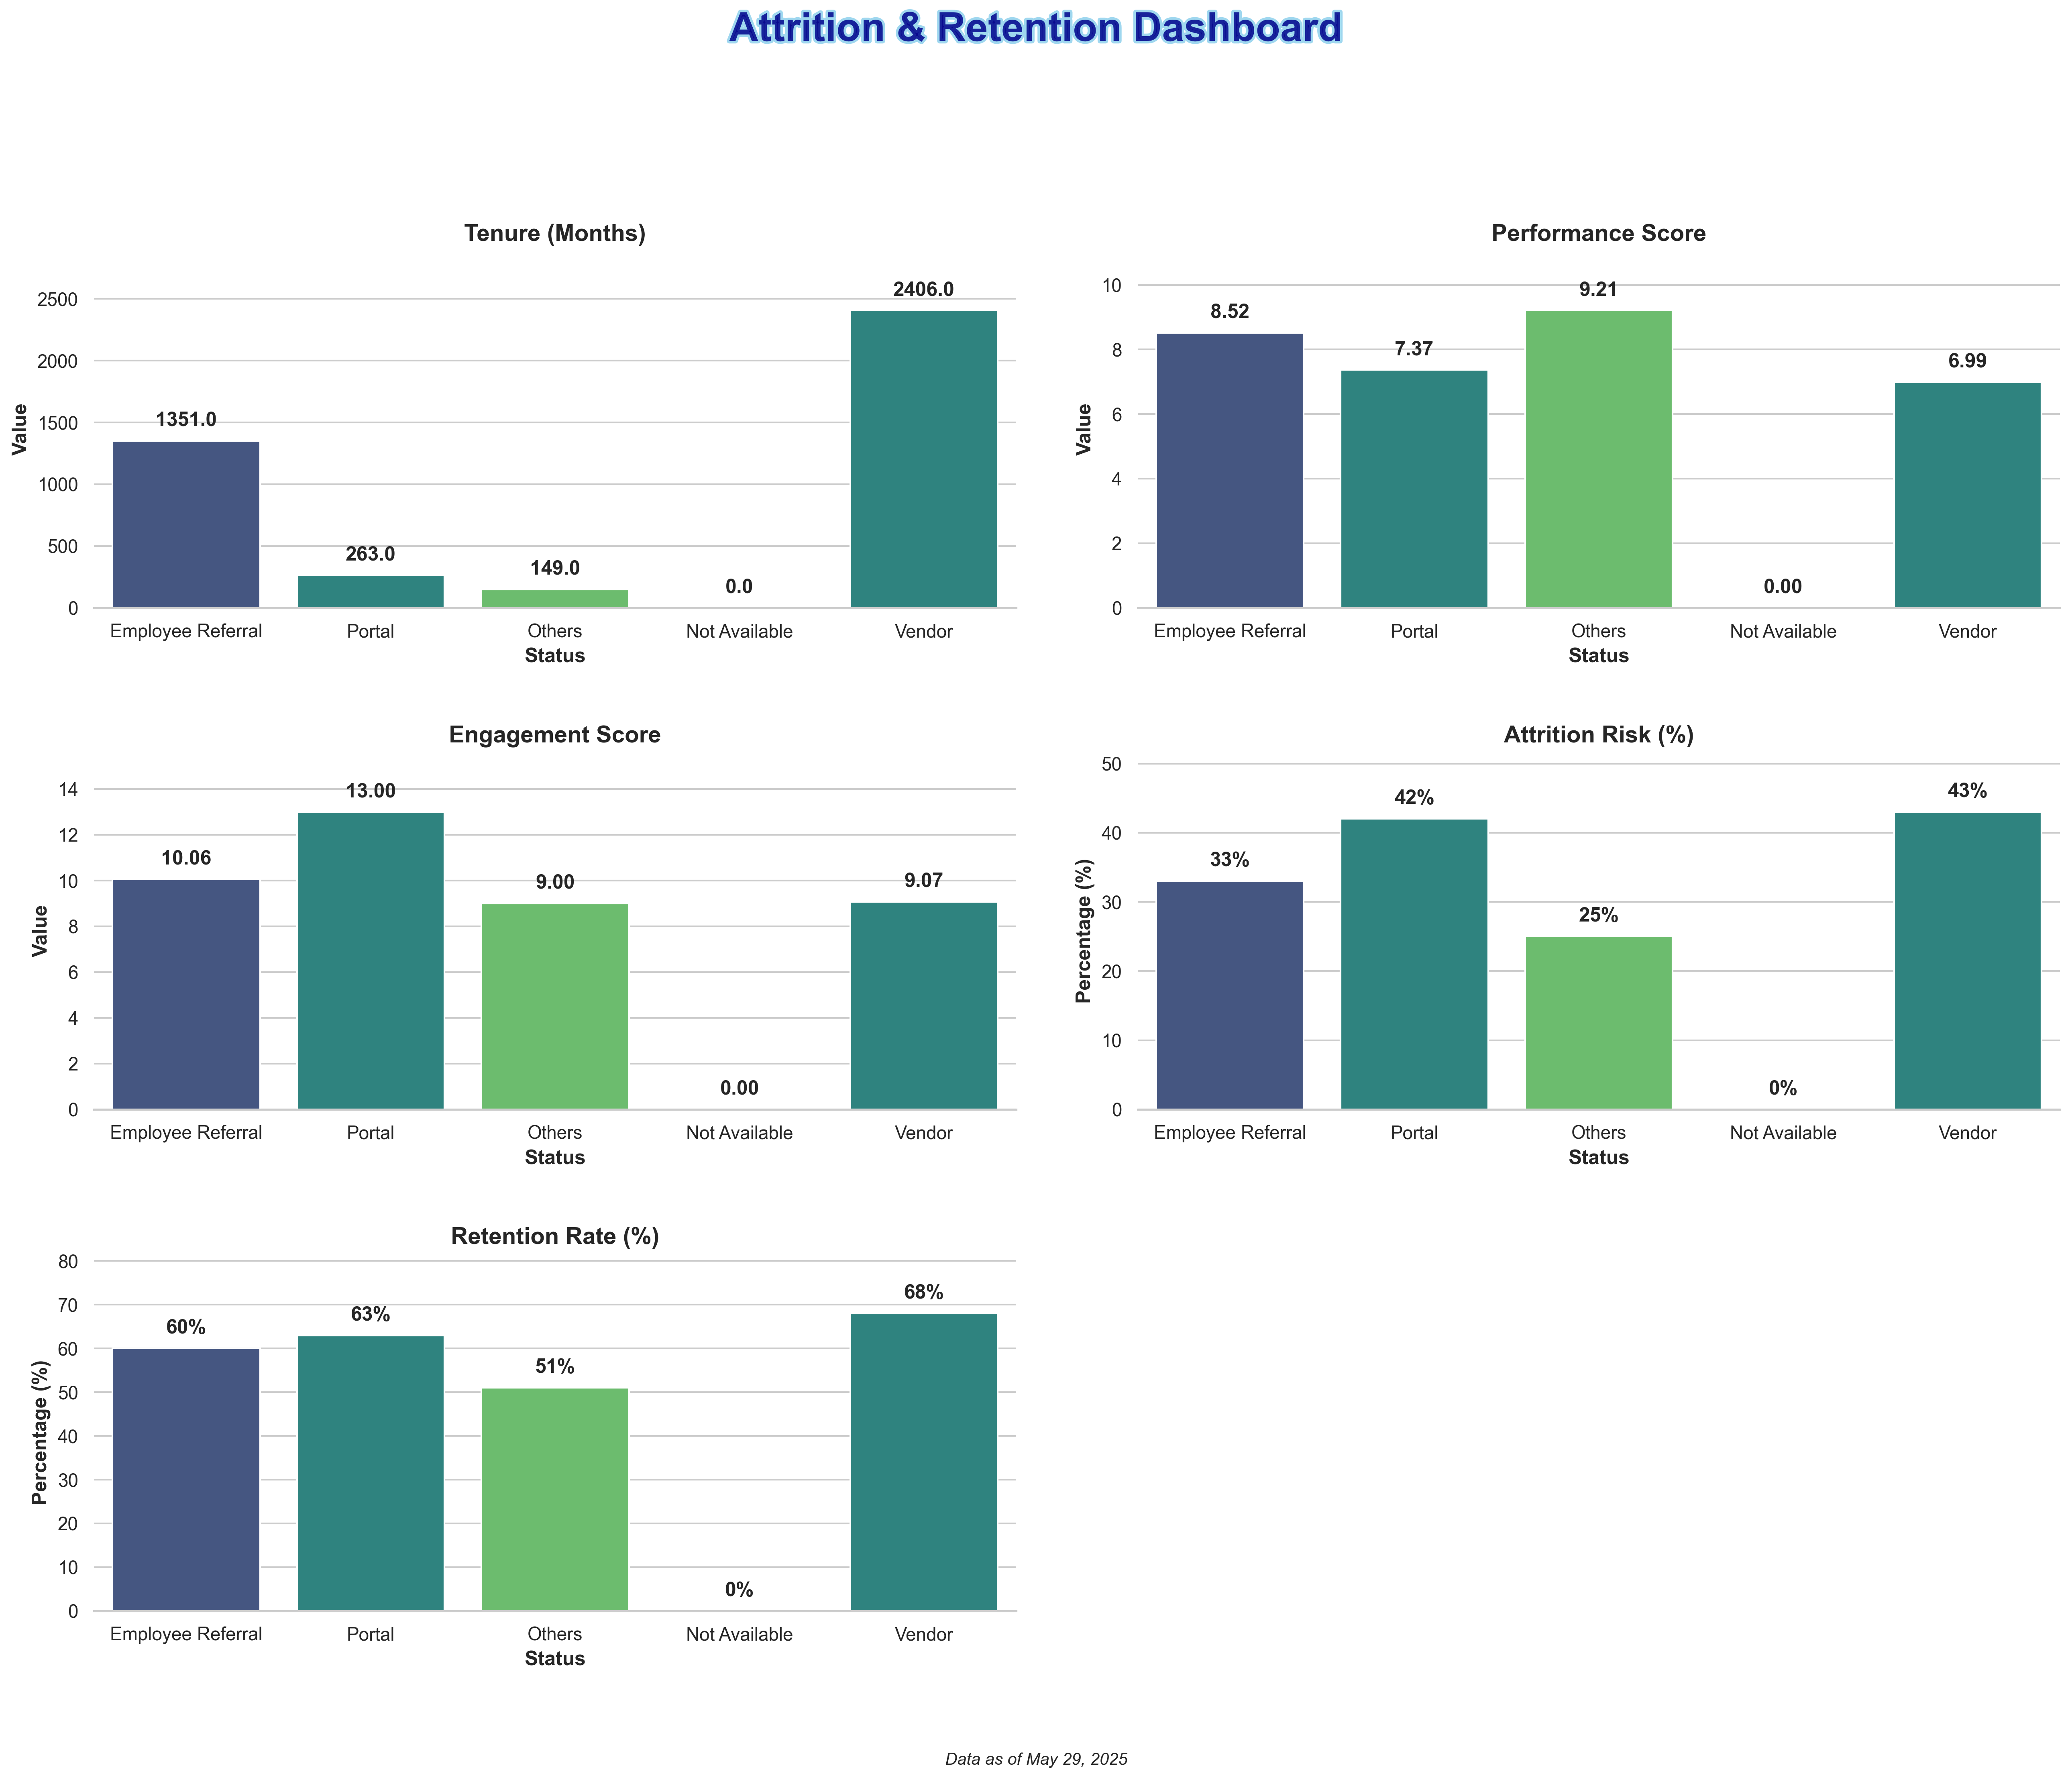 Attrition & Retention Dashboard
Tenure (Months)
Value
2500
2000
1500
1000
500
0
1351.0
263.0
149.0
0.0
2406.0
Employee Referral
Portal
Others
Not Available
Vendor
Status
Performance Score
Value
10
8
6
4
2
0
8.52
7.37
9.21
0.00
6.99
Employee Referral
Portal
Others
Not Available
Vendor
Status
Engagement Score
Value
14
12
10
8
6
4
2
0
10.06
13.00
9.00
0.00
9.07
Employee Referral
Portal
Others
Not Available
Vendor
Status
Attrition Risk (%)
Percentage (%)
50
40
30
20
10
0
33%
42%
25%
0%
43%
Employee Referral
Portal
Others
Not Available
Vendor
Status
Retention Rate (%)
Percentage (%)
80
70
60
50
40
30
20
10
0
60%
63%
51%
0%
68%
Employee Referral
Portal
Others
Not Available
Vendor
Status
Data as of May 29, 2025